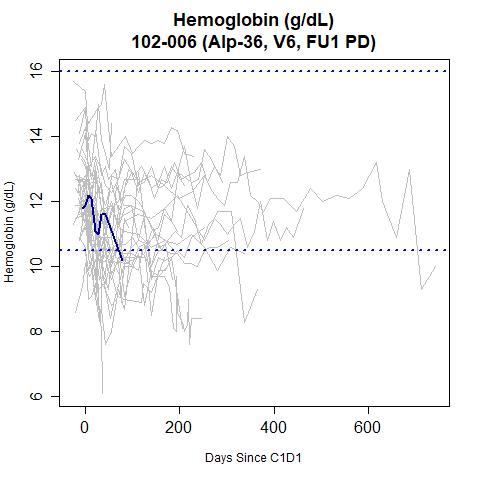 Hemoglobin (g/dL)
102-006 (Alp-36, V6, FU1 PD)
Hemoglobin (g/dL)
16
14
12
10
8
6
0
200
400
600
Days Since C1D1